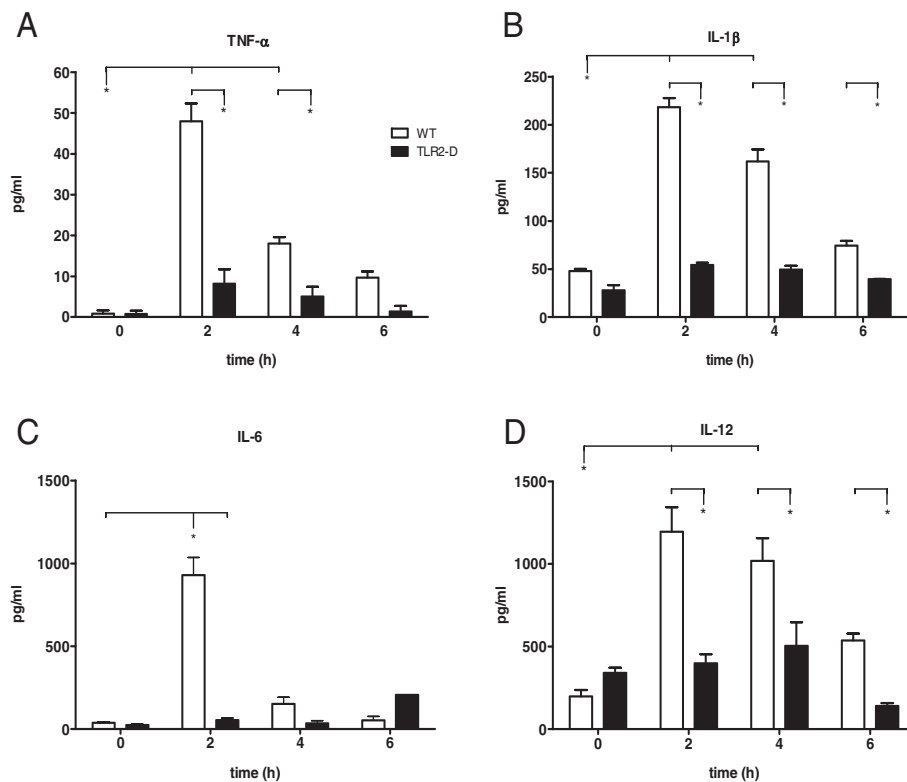 A
TNF-α
60
50
40
30
20
10
0
pg/ml
*
*
*
WT
TLR2-D
0 2 4 6
time (h)
B
IL-1β
250
200
150
100
50
0
pg/ml
*
*
*
*
0 2 4 6
time (h)
C
IL-6
1500
1000
500
0
pg/ml
*
0 2 4 6
time (h)
D
IL-12
1500
1000
500
0
pg/ml
*
*
*
*
0 2 4 6
time (h)